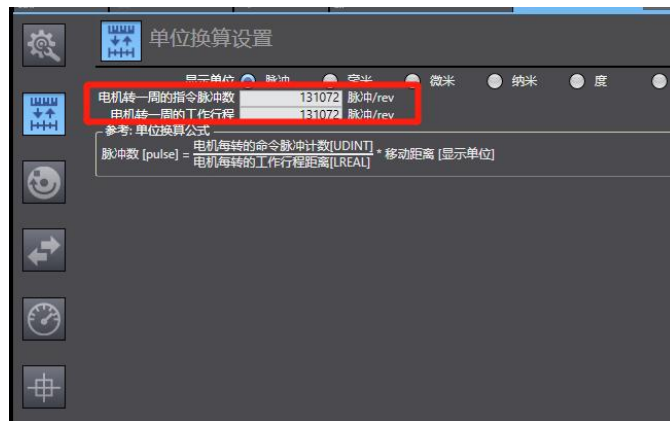 单位换算设置
显示单位 脉冲 毫米 微米 纳米 度
电机转一周的指令脉冲数 131072 脉冲/rev
电机转一周的工作行程 131072 脉冲/rev
参考: 单位换算公式
脉冲数 [pulse] = 电机每转的命令脉冲计数[UDINT] * 移动距离 [显示单位]
电机每转的工作行程距离[LREAL]